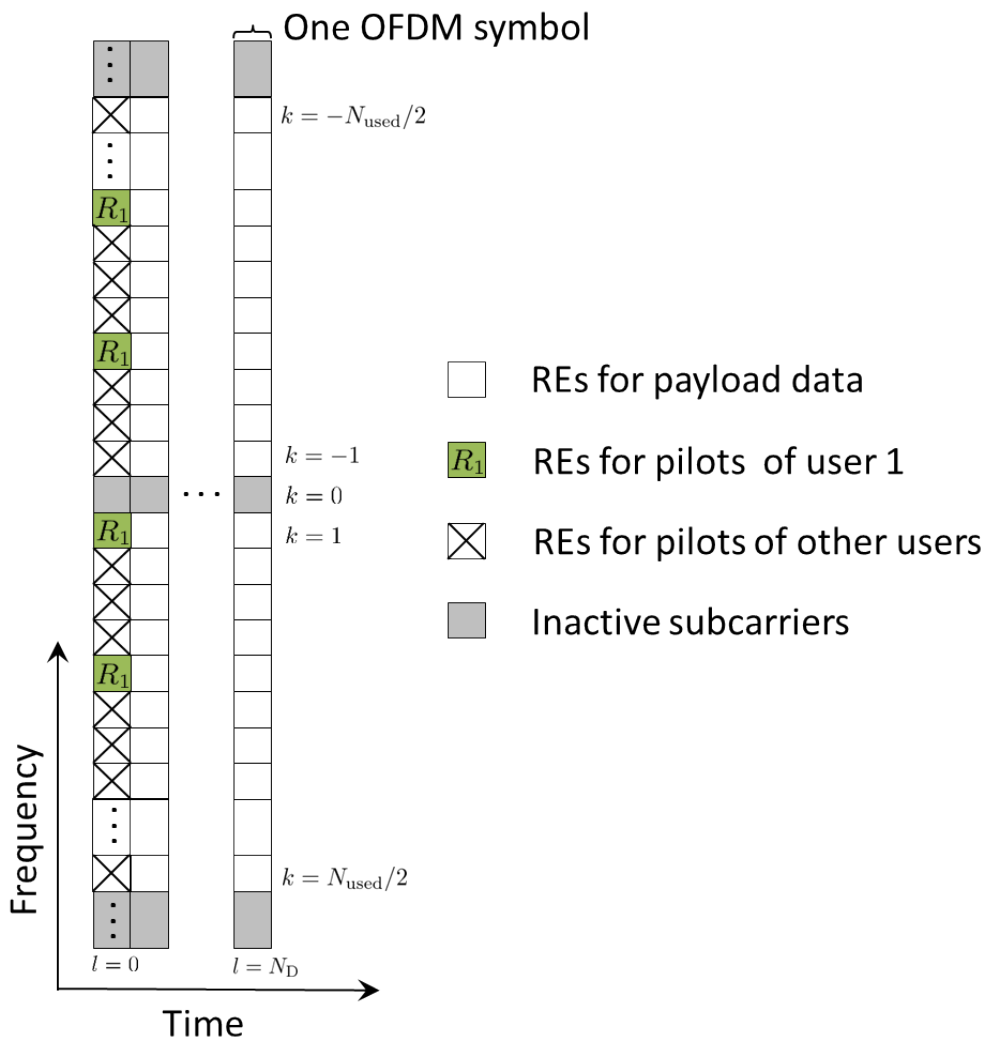 One OFDM symbol
k = −N_used/2
R₁
R₁
k = −1
k = 0
R₁
k = 1
R₁
k = N_used/2
l = 0
l = N_D
Frequency
Time
REs for payload data
R₁ REs for pilots of user 1
REs for pilots of other users
Inactive subcarriers